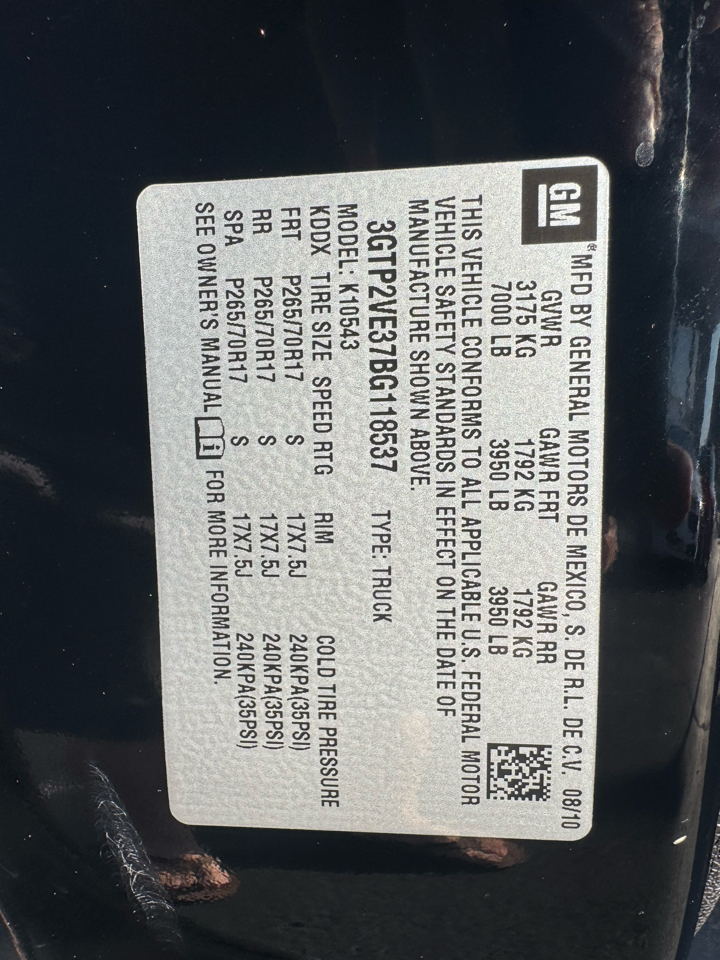 GM
® MFD BY GENERAL MOTORS DE MEXICO, S. DE R.L. DE C.V. 08/10
GVWR GAWR FRT GAWR RR
3175 KG 1792 KG 1792 KG
7000 LB 3950 LB 3950 LB
THIS VEHICLE CONFORMS TO ALL APPLICABLE U.S. FEDERAL MOTOR
VEHICLE SAFETY STANDARDS IN EFFECT ON THE DATE OF
MANUFACTURE SHOWN ABOVE.
3GTP2VE37BG118537 TYPE: TRUCK
MODEL: K10543
KDDX TIRE SIZE SPEED RTG RIM COLD TIRE PRESSURE
FRT P265/70R17 S 17X7.5J 240KPA(35PSI)
RR P265/70R17 S 17X7.5J 240KPA(35PSI)
SPA P265/70R17 S 17X7.5J 240KPA(35PSI)
SEE OWNER'S MANUAL i FOR MORE INFORMATION.